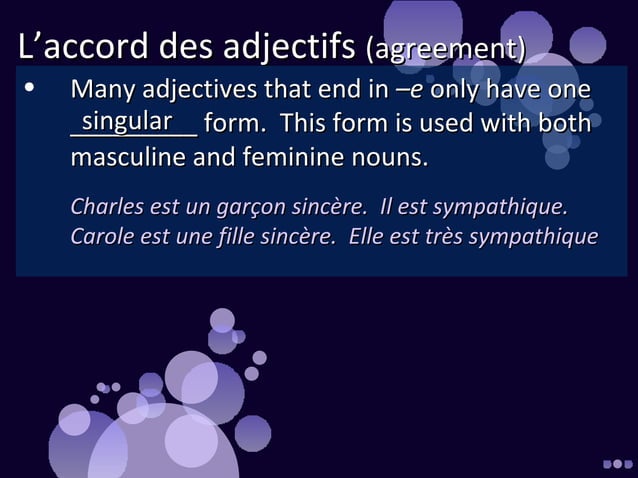 L’accord des adjectifs (agreement)
• Many adjectives that end in –e only have one
singular form. This form is used with both
masculine and feminine nouns.
Charles est un garçon sincère. Il est sympathique.
Carole est une fille sincère. Elle est très sympathique